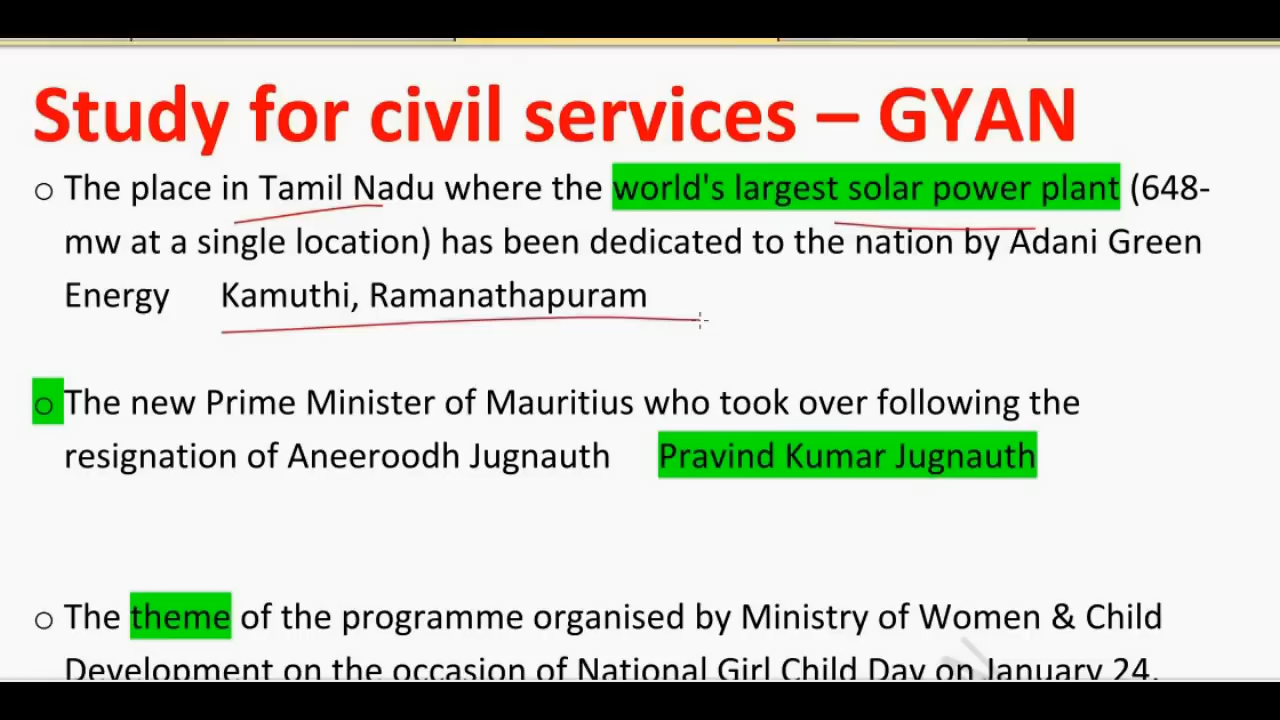 Study for civil services – GYAN
○ The place in Tamil Nadu where the world's largest solar power plant (648-
mw at a single location) has been dedicated to the nation by Adani Green
Energy Kamuthi, Ramanathapuram
○ The new Prime Minister of Mauritius who took over following the
resignation of Aneeroodh Jugnauth Pravind Kumar Jugnauth
○ The theme of the programme organised by Ministry of Women & Child
Development on the occasion of National Girl Child Day on January 24.